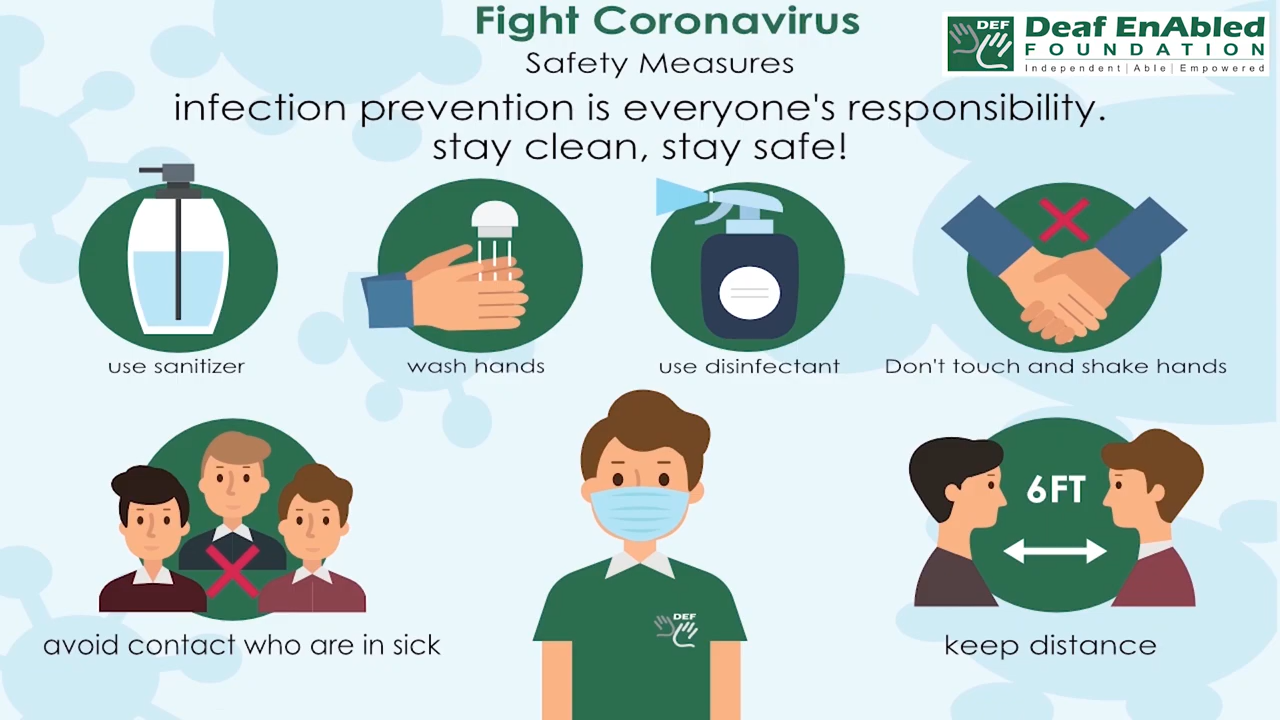 Fight Coronavirus
Safety Measures
DEF
Deaf EnAbled
FOUNDATION
Independent | Able | Empowered
infection prevention is everyone's responsibility.
stay clean, stay safe!
use sanitizer
wash hands
use disinfectant
Don't touch and shake hands
6FT
DEF
avoid contact who are in sick
keep distance